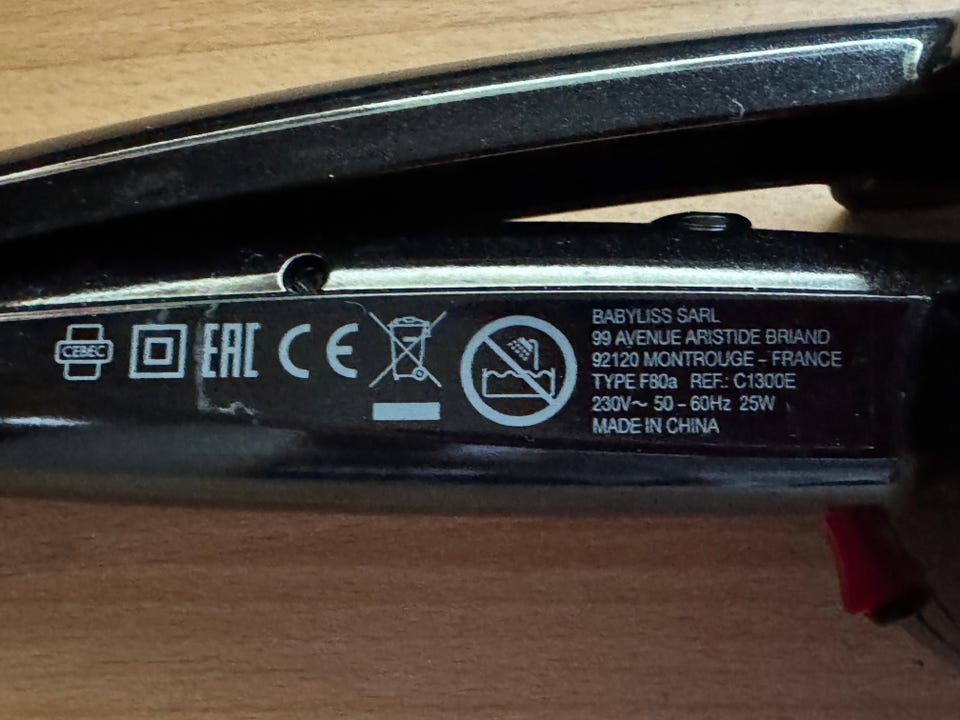 CEBEC
EAC
CE
BABYLISS SARL
99 AVENUE ARISTIDE BRIAND
92120 MONTROUGE – FRANCE
TYPE F80a REF.: C1300E
230V~ 50 – 60Hz 25W
MADE IN CHINA